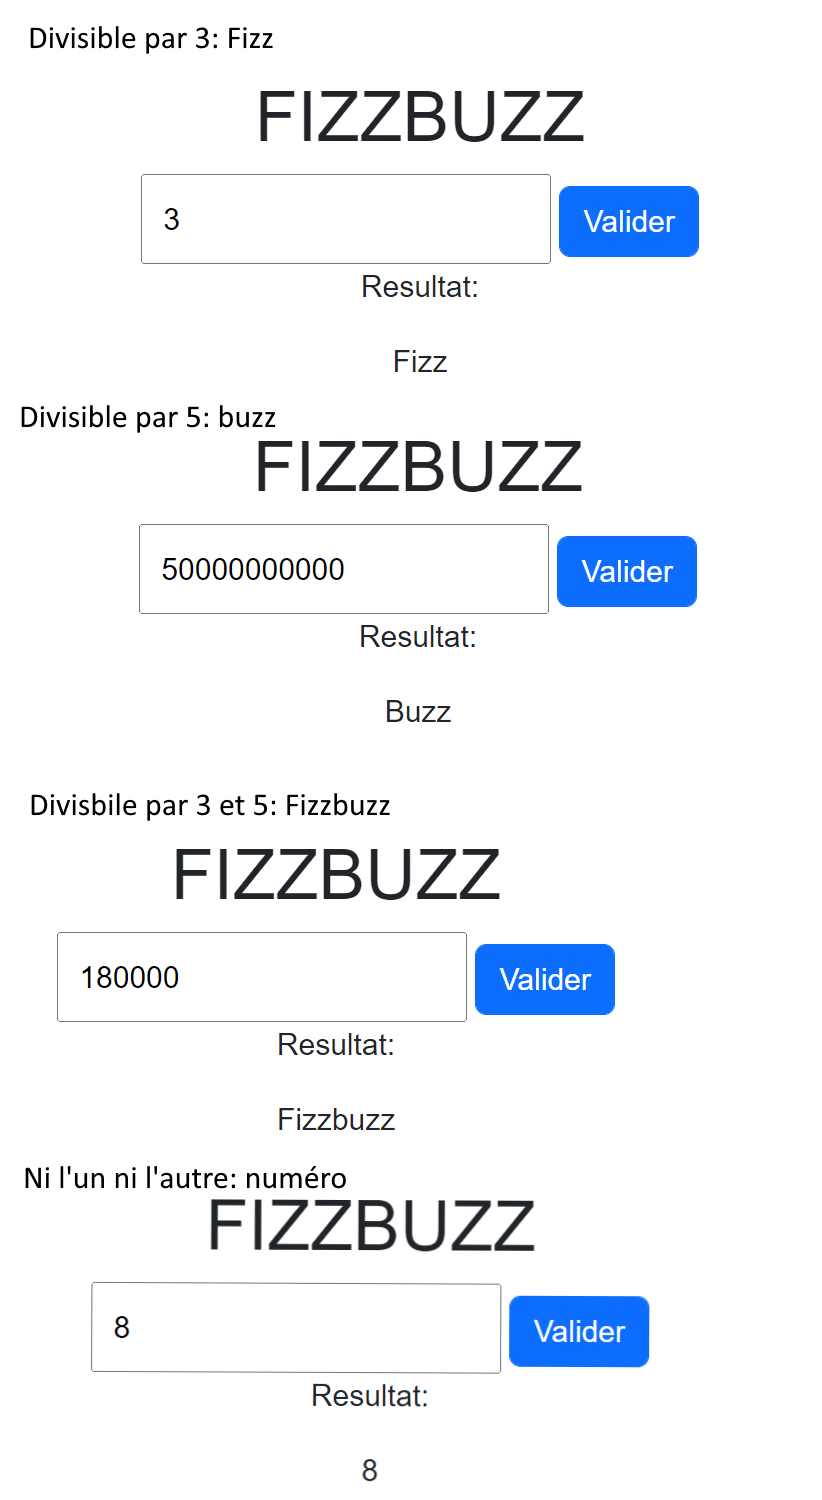 Divisible par 3: Fizz
FIZZBUZZ
3 Valider
Resultat:
Fizz
Divisible par 5: buzz
FIZZBUZZ
50000000000 Valider
Resultat:
Buzz
Divisbile par 3 et 5: Fizzbuzz
FIZZBUZZ
180000 Valider
Resultat:
Fizzbuzz
Ni l'un ni l'autre: numéro
FIZZBUZZ
8 Valider
Resultat:
8